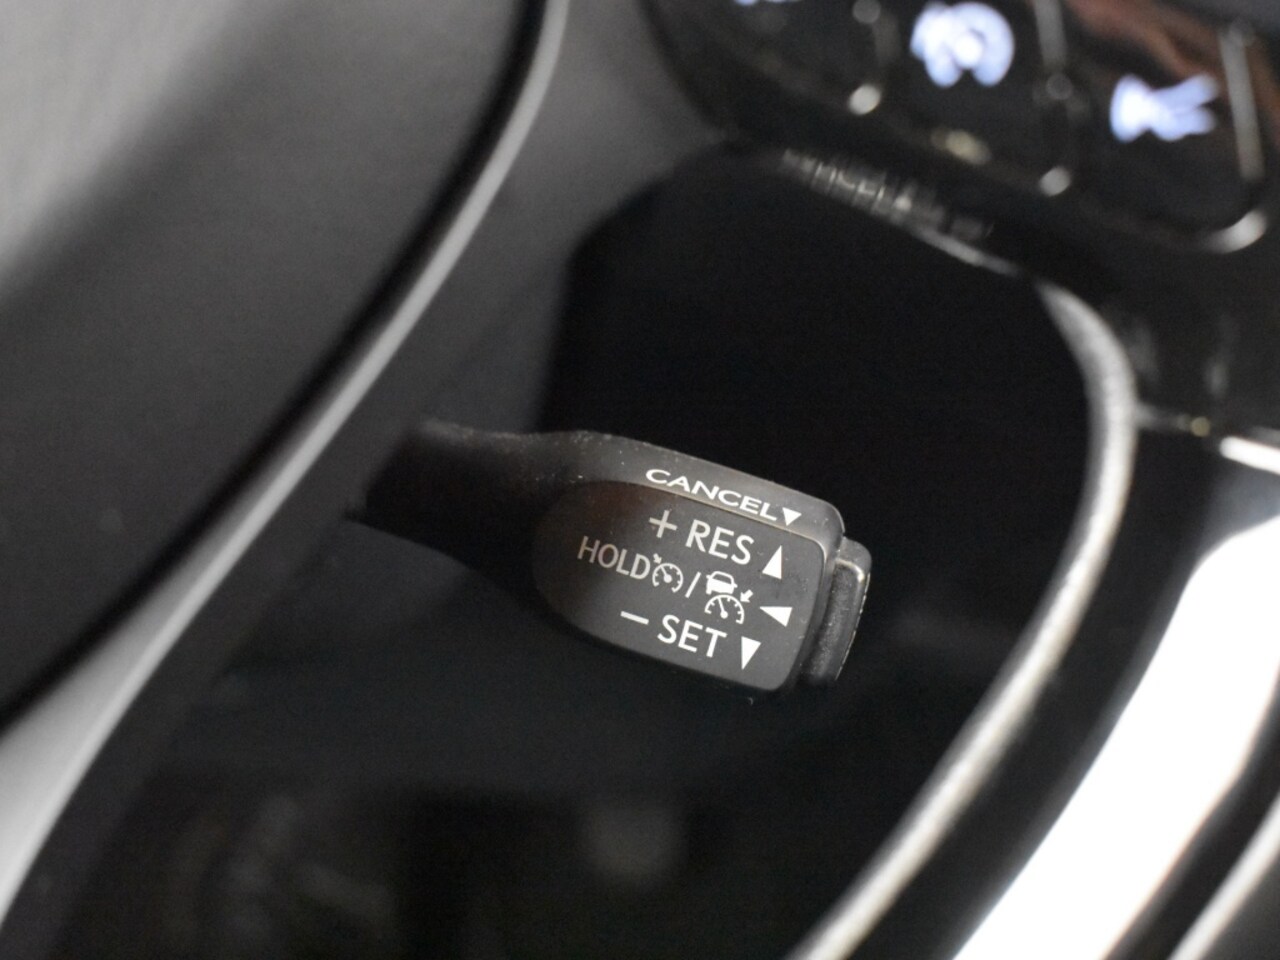 CANCEL▼
+ RES ▲
HOLD / ◀
− SET ▼